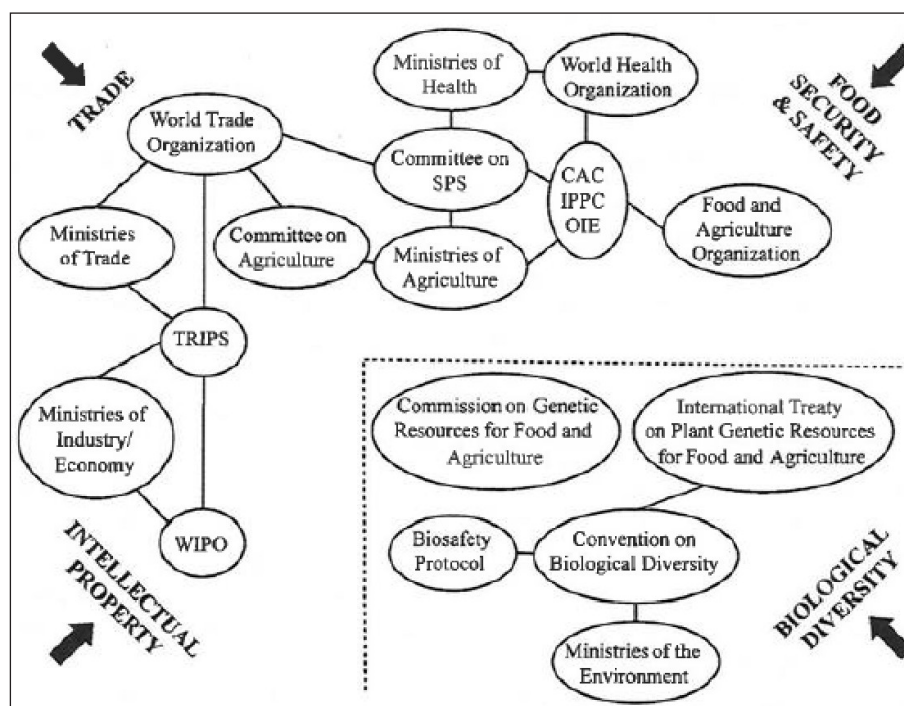 TRADE
FOOD
SECURITY
& SAFETY
Ministries of
Health
World Health
Organization
World Trade
Organization
Committee on
SPS
CAC
IPPC
OIE
Food and
Agriculture
Organization
Ministries
of Trade
Committee on
Agriculture
Ministries of
Agriculture
TRIPS
Ministries of
Industry/
Economy
WIPO
INTELLECTUAL
PROPERTY
Commission on Genetic
Resources for Food and
Agriculture
International Treaty
on Plant Genetic Resources
for Food and Agriculture
Biosafety
Protocol
Convention on
Biological Diversity
Ministries of the
Environment
BIOLOGICAL
DIVERSITY